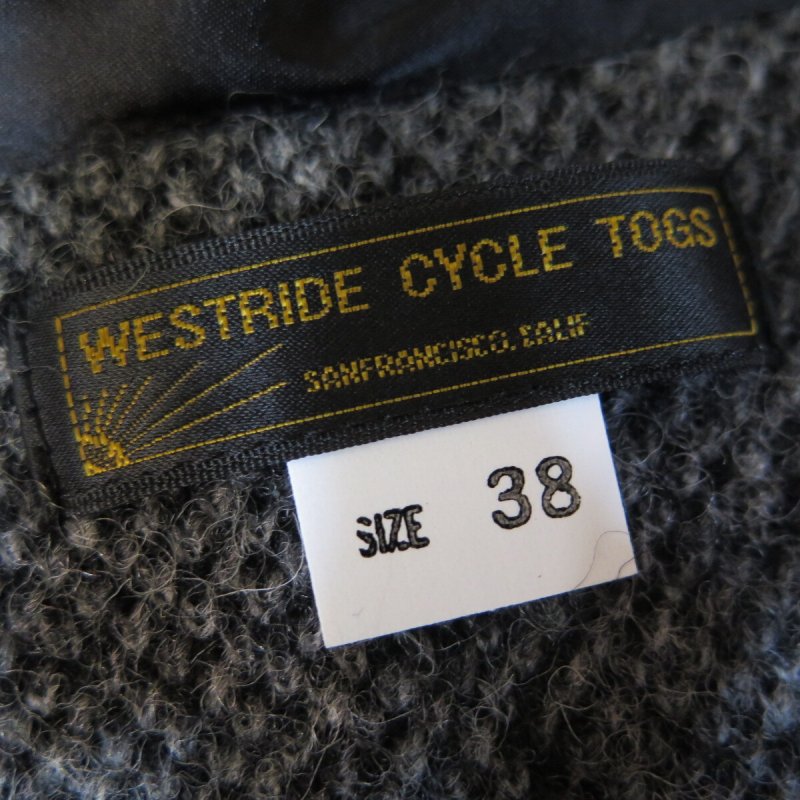 WESTRIDE CYCLE TOGS
SANFRANCISCO, CALIF
SIZE 38